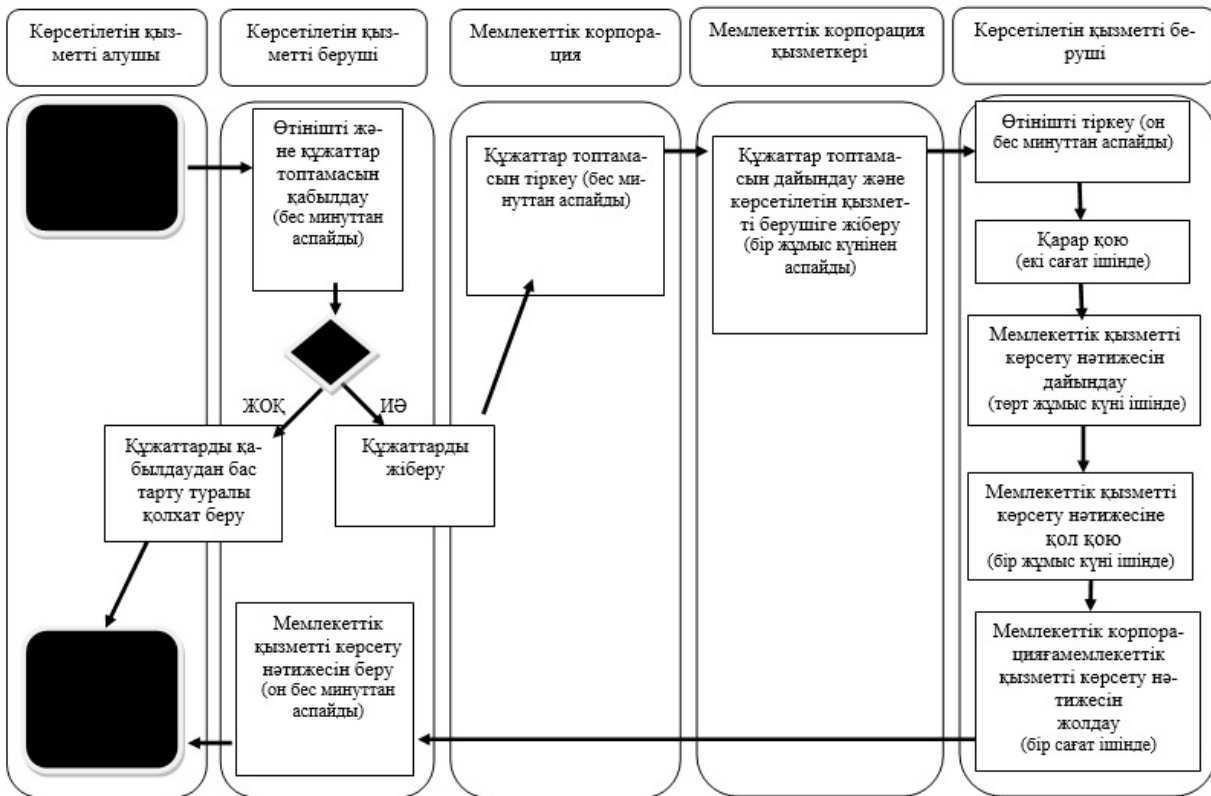 Көрсетілетін қыз-
метті алушы
Көрсетілетін қыз-
метті беруші
Мемлекеттік корпора-
ция
Мемлекеттік корпорация
қызметкері
Көрсетілетін қызметті бе-
руші
Өтінішті жә-
не құжаттар
топтамасын
қабылдау
(бес минуттан
аспайды)
ЖОҚ
ИӘ
Құжаттарды қа-
былдаудан бас
тарту туралы
қолхат беру
Құжаттарды
жіберу
Құжаттар топтама-
сын тіркеу (бес ми-
нуттан аспайды)
Құжаттар топтама-
сын дайындау және
көрсетілетін қызмет-
ті берушіге жіберу
(бір жұмыс күнінен
аспайды)
Өтінішті тіркеу (он
бес минуттан аспайды)
Қарар қою
(екі сағат ішінде)
Мемлекеттік қызметті
көрсету нәтижесін
дайындау
(төрт жұмыс күні ішінде)
Мемлекеттік қызметті
көрсету нәтижесіне
қол қою
(бір жұмыс күні ішінде)
Мемлекеттік корпора-
цияғамемлекеттік
қызметті көрсету нә-
тижесін
жолдау
(бір сағат ішінде)
Мемлекеттік
қызметті көрсету
нәтижесін беру
(он бес минуттан
аспайды)